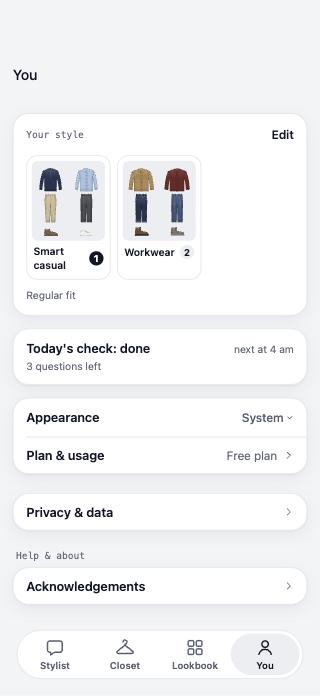 You
Your style
Edit
Smart
casual
1
Workwear
2
Regular fit
Today's check: done
next at 4 am
3 questions left
Appearance
System
Plan & usage
Free plan
Privacy & data
Help & about
Acknowledgements
Stylist
Closet
Lookbook
You